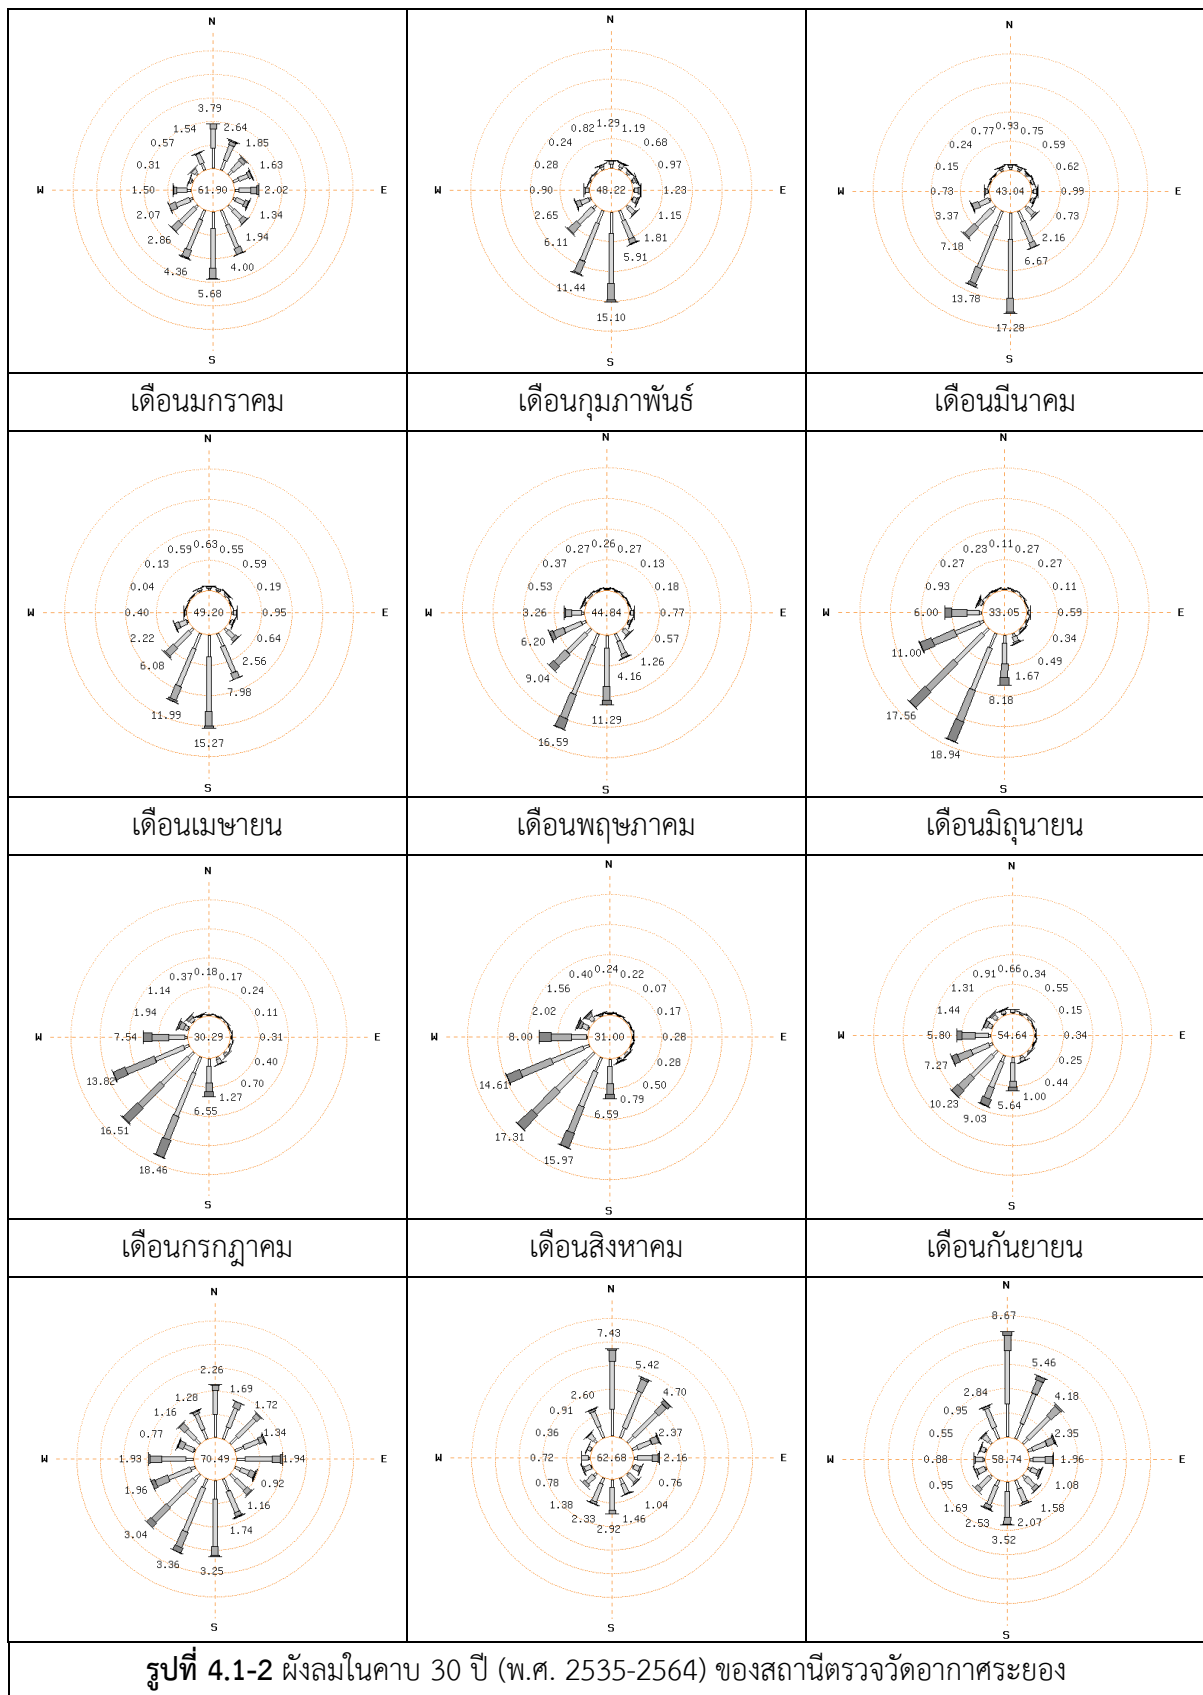 N
3.79
1.54 2.64
0.57 1.85
0.31 1.63
W 1.50 61.90 2.02 E
2.07 1.34
2.86 1.94
4.36 4.00
5.68
S
เดือนมกราคม
N
0.82 1.29 1.19
0.24 0.68
0.28 0.97
W 0.90 48.22 1.23 E
2.65 1.15
6.11 1.81
11.44 5.91
15.10
S
เดือนกุมภาพันธ์
N
0.77 0.93 0.75
0.24 0.59
0.15 0.62
W 0.73 43.04 0.99 E
3.37 0.73
7.18 2.16
13.78 6.67
17.28
S
เดือนมีนาคม
N
0.59 0.63 0.55
0.13 0.59
0.04 0.19
W 0.40 49.20 0.95 E
2.22 0.64
6.08 2.56
11.99 7.98
15.27
S
เดือนเมษายน
N
0.27 0.26 0.27
0.37 0.13
0.53 0.18
W 3.26 44.84 0.77 E
6.20 0.57
9.04 1.26
16.59 4.16
11.29
S
เดือนพฤษภาคม
N
0.23 0.11 0.27
0.27 0.27
0.93 0.11
W 6.00 33.05 0.59 E
11.00 0.34
17.56 0.49
18.94 1.67
8.18
S
เดือนมิถุนายน
N
0.37 0.18 0.17
1.14 0.24
1.94 0.11
W 7.54 30.29 0.31 E
13.82 0.40
16.51 0.70
18.46 1.27
6.55
S
เดือนกรกฎาคม
N
0.40 0.24 0.22
1.56 0.07
2.02 0.17
W 8.00 31.00 0.28 E
14.61 0.28
17.31 0.50
15.97 0.79
6.59
S
เดือนสิงหาคม
N
0.91 0.66 0.34
1.31 0.55
1.44 0.15
W 5.80 54.64 0.34 E
7.27 0.25
10.23 0.44
9.03 1.00
5.64
S
เดือนกันยายน
N
2.26
1.28 1.69
1.16 1.72
0.77 1.34
W 1.93 70.49 1.94 E
1.96 0.92
3.04 1.16
3.36 1.74
3.25
S
N
7.43
2.60 5.42
0.91 4.70
0.36 2.37
W 0.72 62.68 2.16 E
0.78 0.76
1.38 1.04
2.33 1.46
2.92
S
N
8.67
2.84 5.46
0.95 4.18
0.55 2.35
W 0.88 58.74 1.96 E
0.95 1.08
1.69 1.58
2.53 2.07
3.52
S
รูปที่ 4.1-2 ผังลมในคาบ 30 ปี (พ.ศ. 2535-2564) ของสถานีตรวจวัดอากาศระยอง